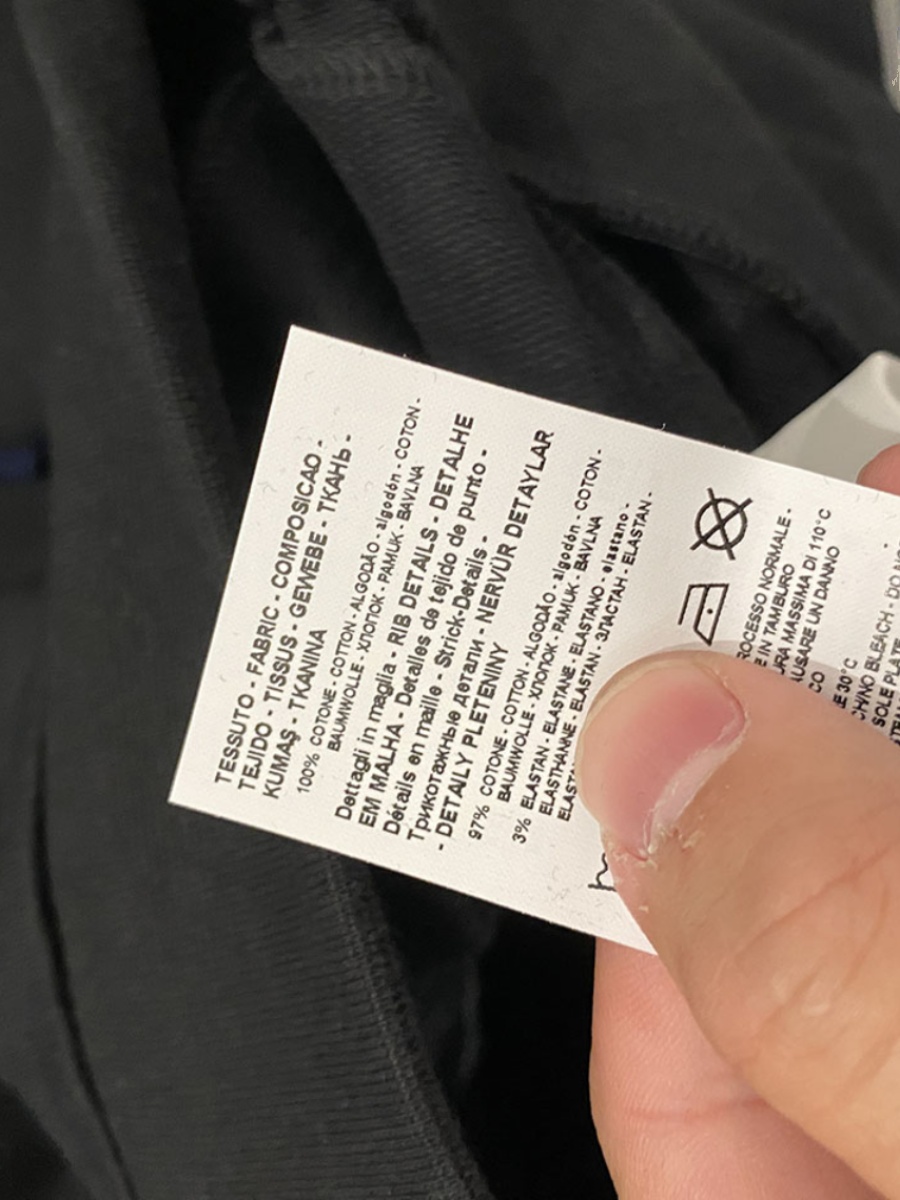 TESSUTO - FABRIC - COMPOSICAO -
TEJIDO - TISSUS - GEWEBE - ТКАНЬ -
KUMAŞ - TKANINA
100% COTONE - COTTON - ALGODÃO - algodón - COTON -
BAUMWOLLE - ХЛОПОК - PAMUK - BAVLNA
Dettagli in maglia - RIB DETAILS - DETALHE
EM MALHA - Detalles de tejido de punto -
Détails en maille - Strick-Details -
Трикотажные детали - NERVÜR DETAYLAR
- DETAILY PLETENINY
97% COTONE - COTTON - ALGODÃO - algodón - COTON -
BAUMWOLLE - ХЛОПОК - PAMUK - BAVLNA
3% ELASTAN - ELASTANE - ELASTANO - elastano -
ELASTHANNE - ELASTAN - ЭЛАСТАН - ELASTAN -
ROCESSO NORMALE -
E IN TAMBURO
URA MASSIMA DI 110°C
AUSARE UN DANNO
CO
30°C
BLEACH - DO
SOLE PLATE